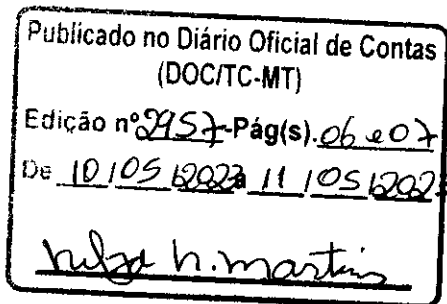 Publicado no Diário Oficial de Contas
(DOC/TC-MT)
Edição nº 2957-Pág(s). 06 e 07
De 10/05/2023 a 11/05/202
h. martins